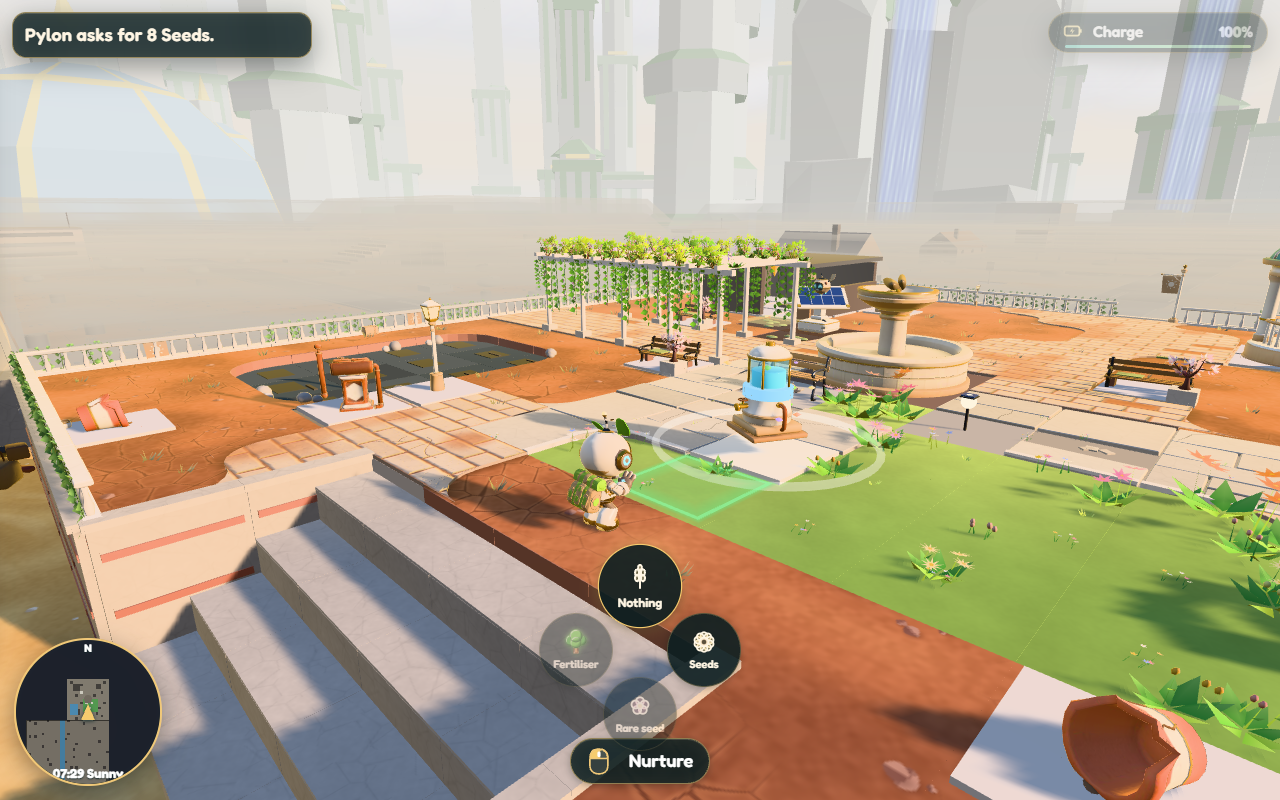 Pylon asks for 8 Seeds.
Charge 100%
Nothing
Fertiliser
Seeds
Rare seed
Nurture
N
07:29 Sunny